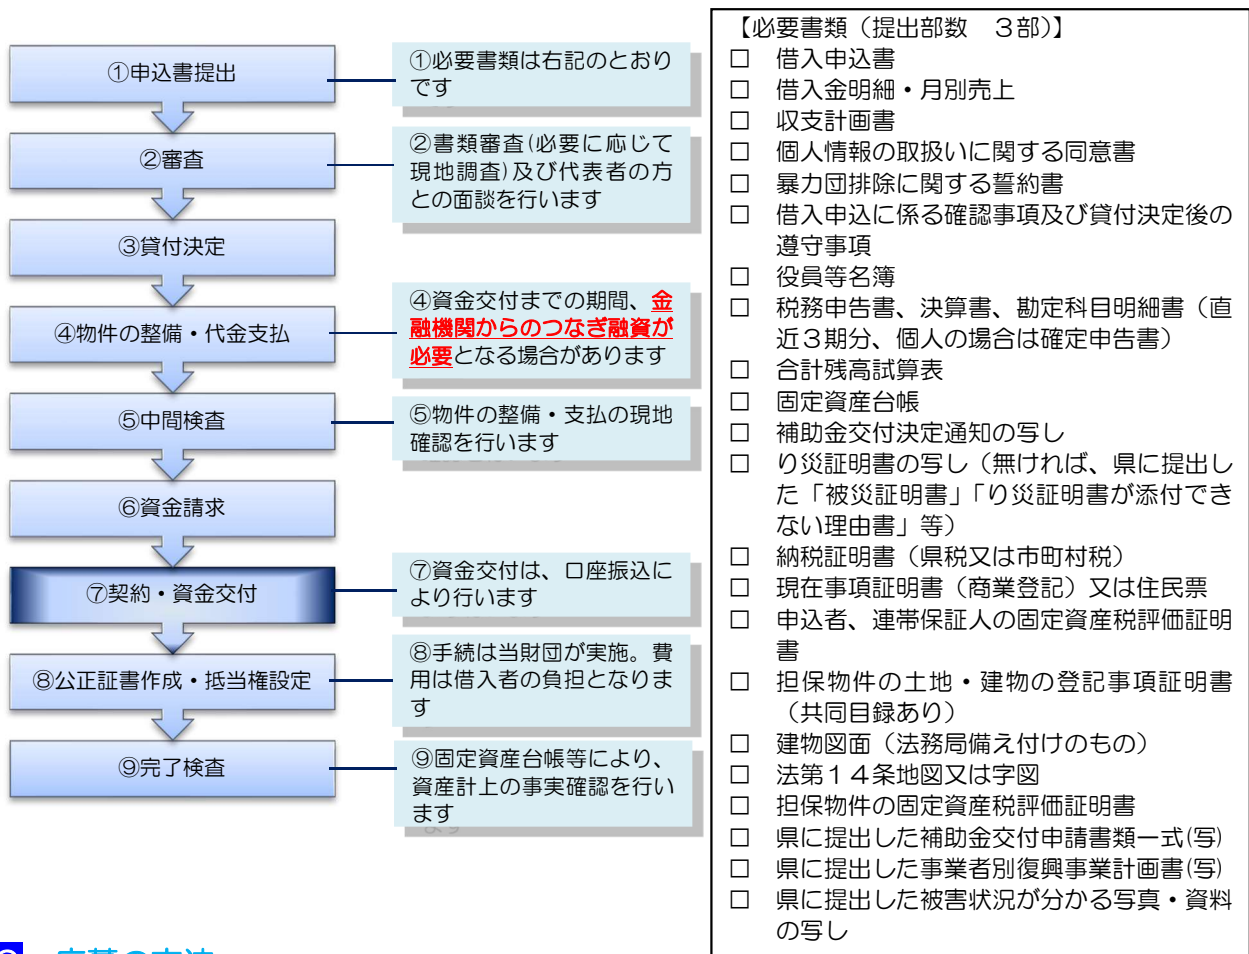 ①申込書提出
①必要書類は右記のとおり
です
②審査
②書類審査(必要に応じて
現地調査)及び代表者の方
との面談を行います
③貸付決定
④物件の整備・代金支払
④資金交付までの期間、金
融機関からのつなぎ融資が
必要となる場合があります
⑤中間検査
⑤物件の整備・支払の現地
確認を行います
⑥資金請求
⑦契約・資金交付
⑦資金交付は、口座振込に
より行います
⑧公正証書作成・抵当権設定
⑧手続は当財団が実施。費
用は借入者の負担となりま
す
⑨完了検査
⑨固定資産台帳等により、
資産計上の事実確認を行い
ます
【必要書類（提出部数　３部）】
□　借入申込書
□　借入金明細・月別売上
□　収支計画書
□　個人情報の取扱いに関する同意書
□　暴力団排除に関する誓約書
□　借入申込に係る確認事項及び貸付決定後の
遵守事項
□　役員等名簿
□　税務申告書、決算書、勘定科目明細書（直
近３期分、個人の場合は確定申告書）
□　合計残高試算表
□　固定資産台帳
□　補助金交付決定通知の写し
□　り災証明書の写し（無ければ、県に提出し
た「被災証明書」「り災証明書が添付でき
ない理由書」等）
□　納税証明書（県税又は市町村税）
□　現在事項証明書（商業登記）又は住民票
□　申込者、連帯保証人の固定資産税評価証明
書
□　担保物件の土地・建物の登記事項証明書
（共同目録あり）
□　建物図面（法務局備え付けのもの）
□　法第１４条地図又は字図
□　担保物件の固定資産税評価証明書
□　県に提出した補助金交付申請書類一式(写)
□　県に提出した事業者別復興事業計画書(写)
□　県に提出した被害状況が分かる写真・資料
の写し